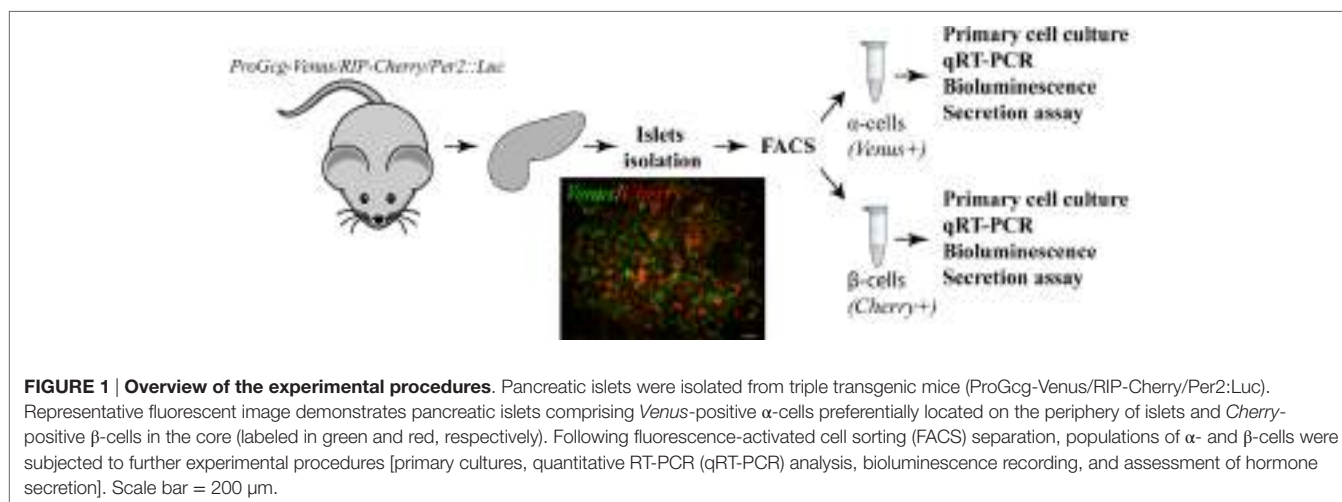 ProGcg-Venus/RIP-Cherry/Per2::Luc
Islets
isolation
FACS
Venus/Cherry
α-cells
(Venus+)
Primary cell culture
qRT-PCR
Bioluminescence
Secretion assay
β-cells
(Cherry+)
Primary cell culture
qRT-PCR
Bioluminescence
Secretion assay
FIGURE 1 | Overview of the experimental procedures. Pancreatic islets were isolated from triple transgenic mice (ProGcg-Venus/RIP-Cherry/Per2:Luc).
Representative fluorescent image demonstrates pancreatic islets comprising Venus-positive α-cells preferentially located on the periphery of islets and Cherry-
positive β-cells in the core (labeled in green and red, respectively). Following fluorescence-activated cell sorting (FACS) separation, populations of α- and β-cells were
subjected to further experimental procedures [primary cultures, quantitative RT-PCR (qRT-PCR) analysis, bioluminescence recording, and assessment of hormone
secretion]. Scale bar = 200 µm.